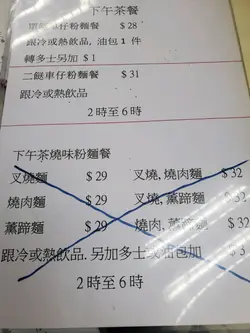 下午茶餐
車仔粉麵餐 $28
跟冷或熱飲品, 油包1件
轉多士另加 $1
二餸車仔粉麵餐 $31
跟冷或熱飲品
2時至6時
下午茶燒味粉麵餐
叉燒麵 $29 叉燒, 燒肉麵 $32
燒肉麵 $29 叉燒, 薰蹄麵 $32
薰蹄麵 $29 燒肉, 薰蹄麵 $32
跟冷或熱飲品. 另加多士或油包加 $3
2時至6時